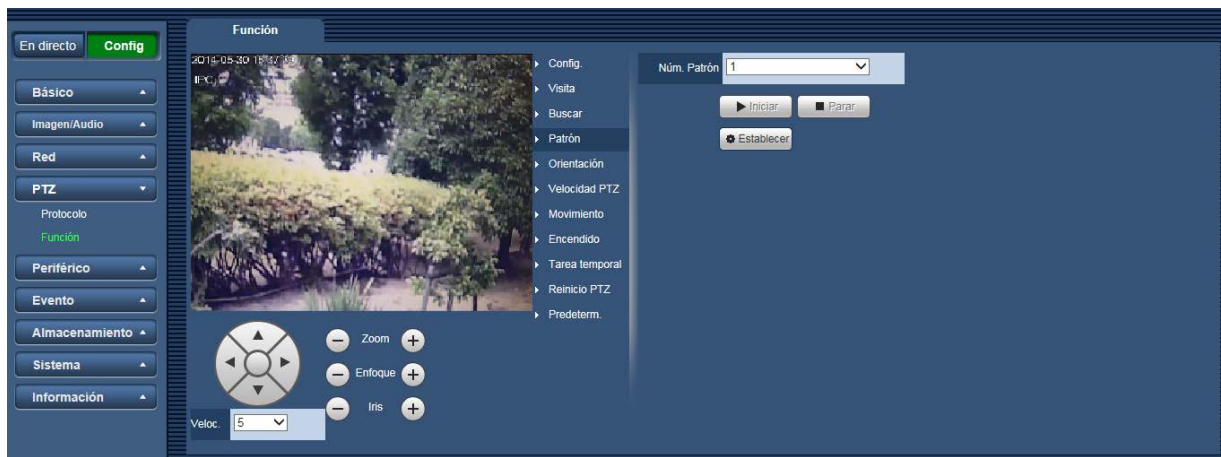 Función
En directo
Config
Básico
Imagen/Audio
Red
PTZ
Protocolo
Función
Periférico
Evento
Almacenamiento
Sistema
Información
IPC
Zoom
Enfoque
Iris
Veloc. 5
Config.
Visita
Buscar
Patrón
Orientación
Velocidad PTZ
Movimiento
Encendido
Tarea temporal
Reinicio PTZ
Predeterm.
Núm. Patrón 1
Iniciar
Parar
Establecer